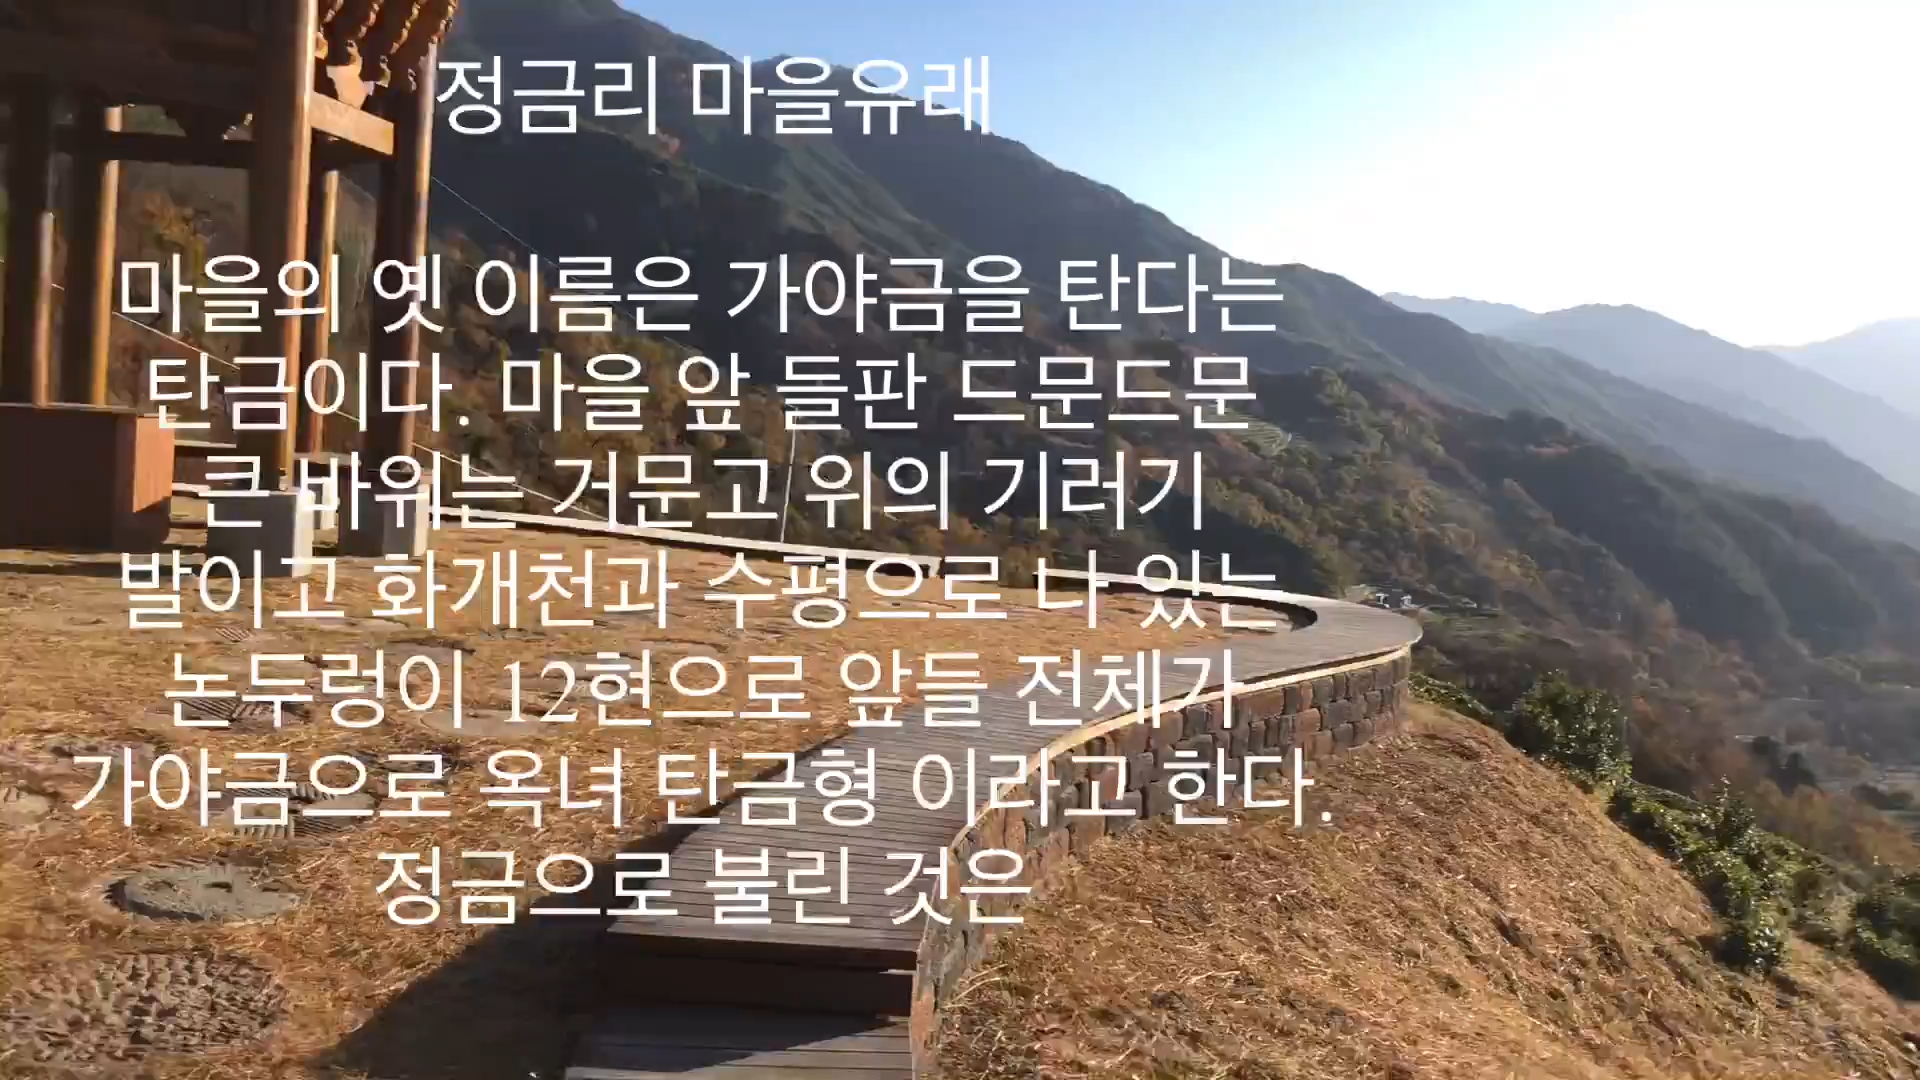 정금리 마을유래
마을의 옛 이름은 가야금을 탄다는
탄금이다. 마을 앞 들판 드문드문
큰 바위는 거문고 위의 기러기
발이고 화개천과 수평으로 나 있는
논두렁이 12현으로 앞들 전체가
가야금으로 옥녀 탄금형 이라고 한다.
정금으로 불린 것은